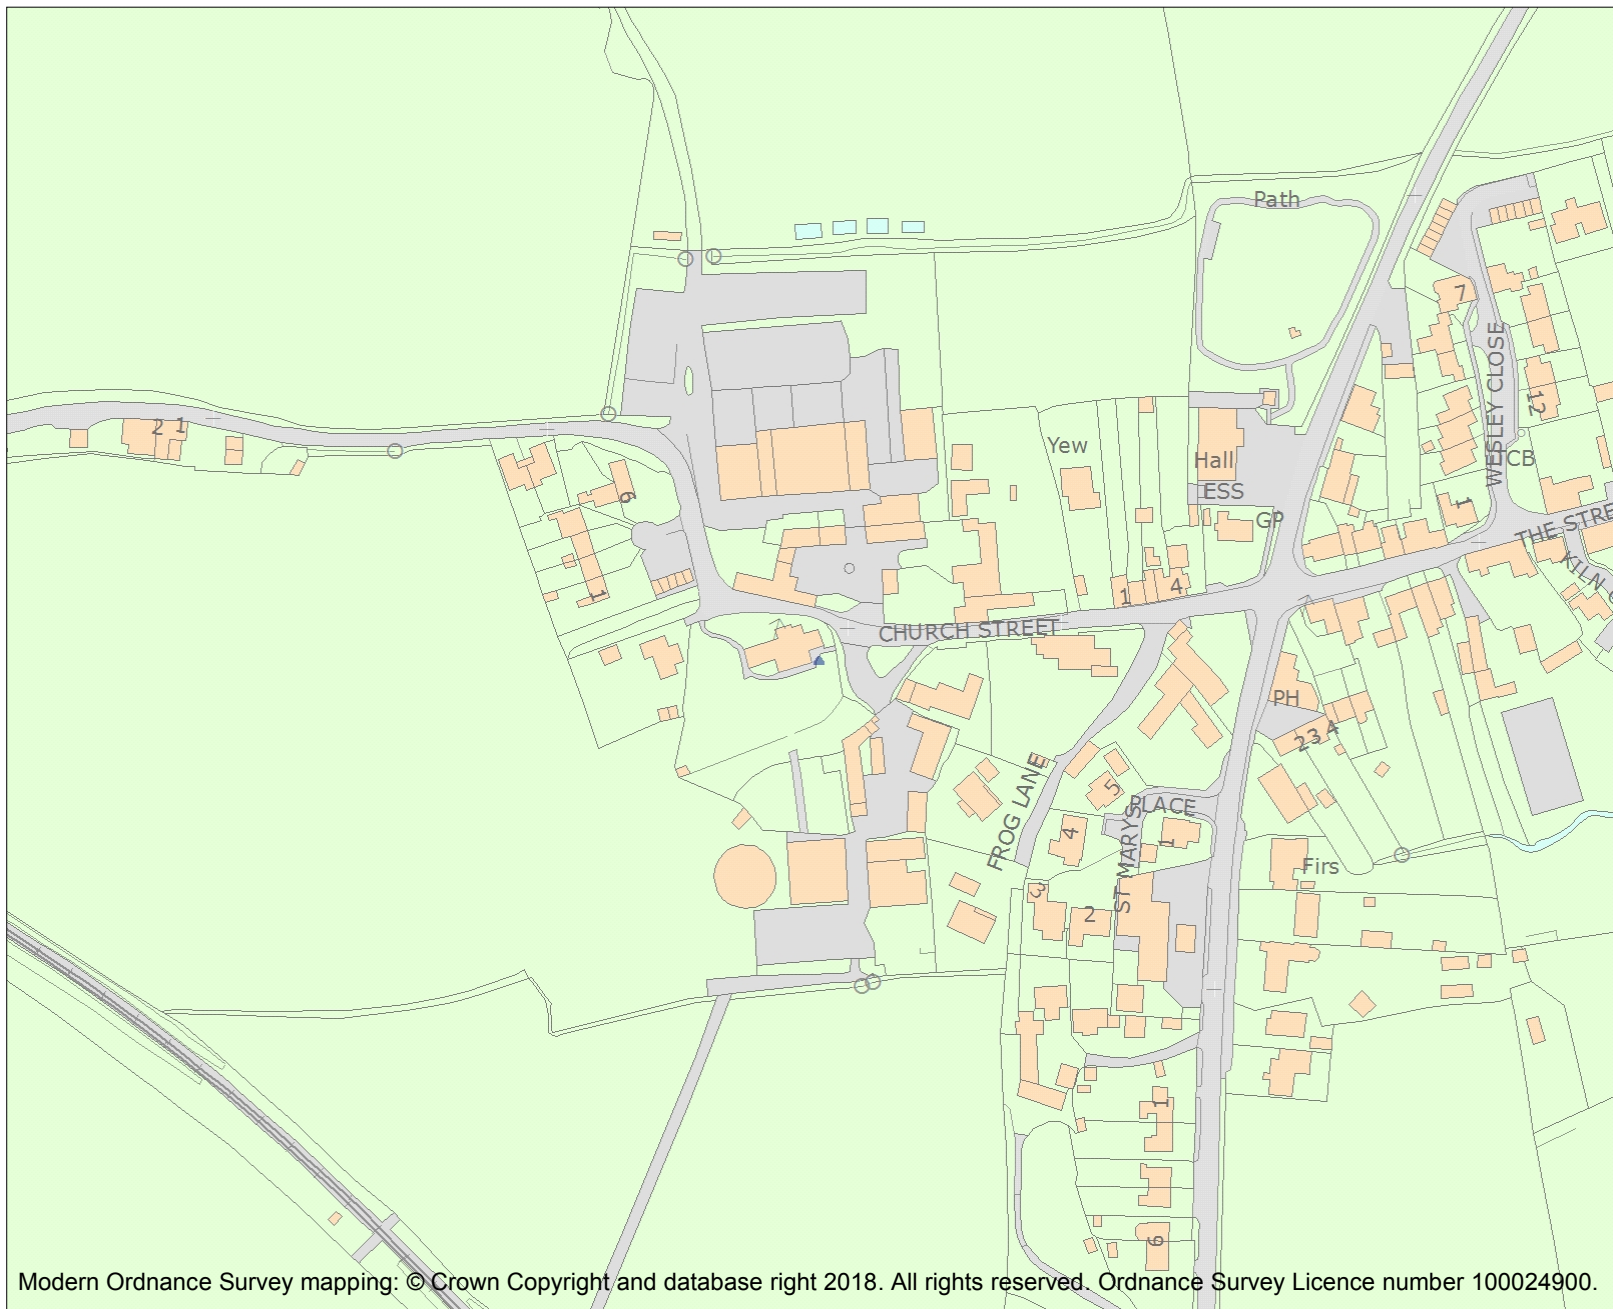 Path
7
WESLEY CLOSE
12
2 1
Yew
Hall
TCB
6
ESS
1
GP
THE STRE
KILN
1
1
4
CHURCH STREET
PH
2 3 4
FROG LANE
5
PLACE
ST MARYS
4
1
Firs
3
2
1
6
Modern Ordnance Survey mapping: © Crown Copyright and database right 2018. All rights reserved. Ordnance Survey Licence number 100024900.